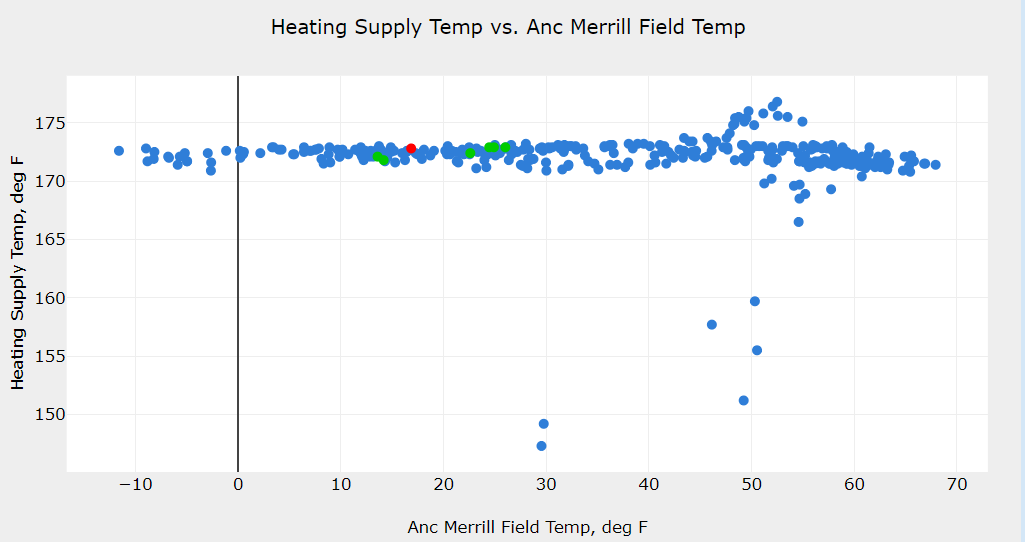 Heating Supply Temp vs. Anc Merrill Field Temp
175
170
165
160
155
150
Heating Supply Temp, deg F
−10 0 10 20 30 40 50 60 70
Anc Merrill Field Temp, deg F